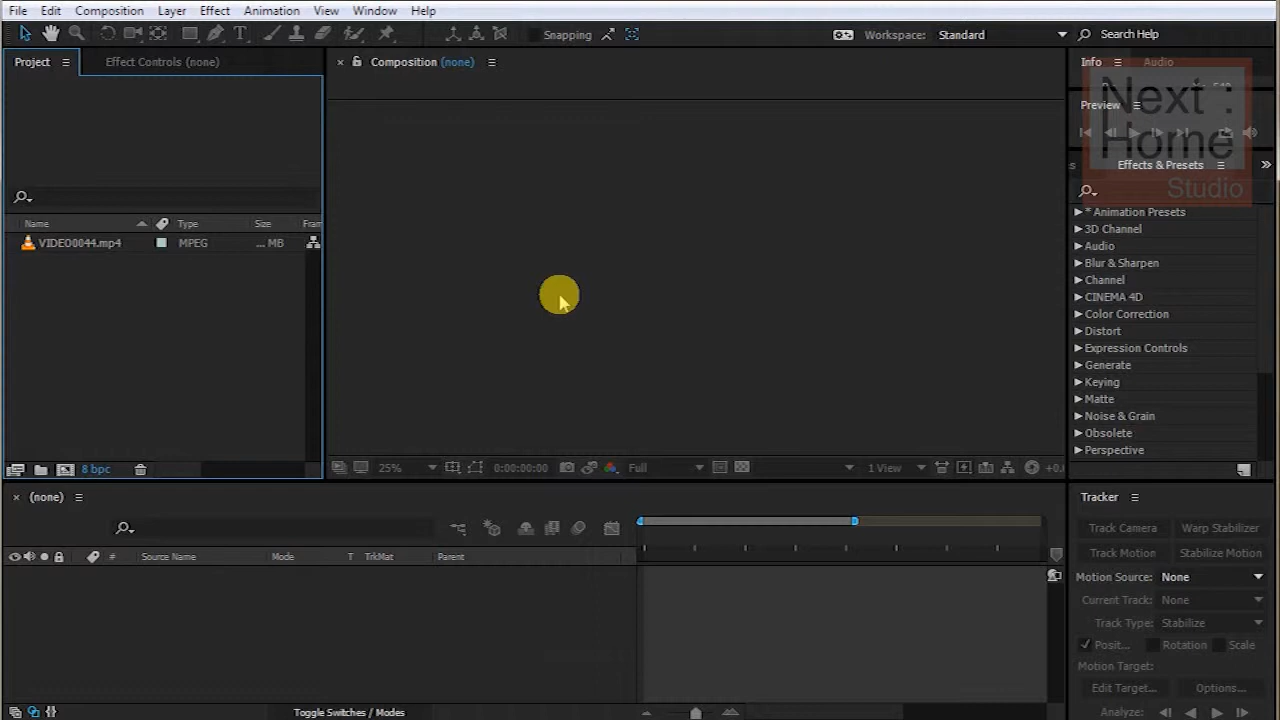 File Edit Composition Layer Effect Animation View Window Help
Snapping Workspace: Standard Search Help
Project Effect Controls (none) Composition (none) Info Audio
Next :
Home
Studio
Preview
Effects & Presets
Name Type Size Fram
VIDEO0044.mp4 MPEG ... MB
* Animation Presets
3D Channel
Audio
Blur & Sharpen
Channel
CINEMA 4D
Color Correction
Distort
Expression Controls
Generate
Keying
Matte
Noise & Grain
Obsolete
Perspective
8 bpc 25% 0:00:00:00 Full 1 View +0.
(none) Tracker
Track Camera Warp Stabilizer
# Source Name Mode T TrkMat Parent Track Motion Stabilize Motion
Motion Source: None
Current Track: None
Track Type: Stabilize
Posit... Rotation Scale
Motion Target:
Edit Target... Options...
Toggle Switches / Modes Analyze: